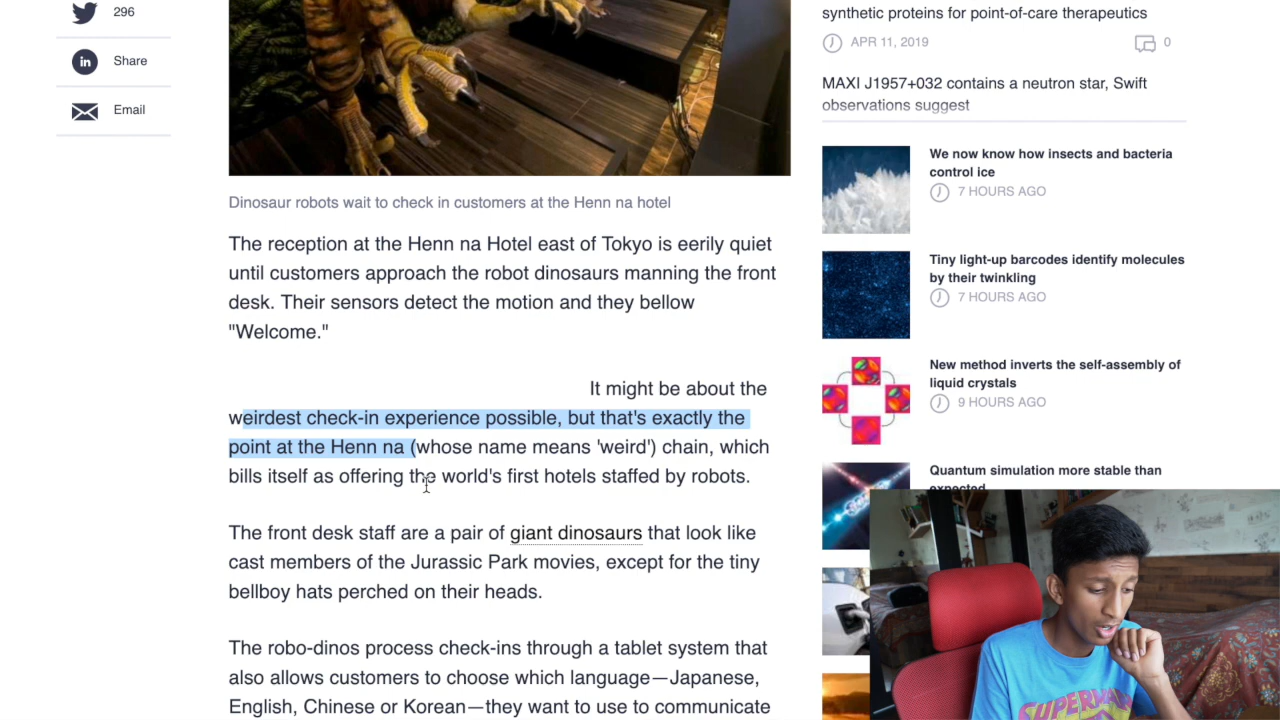 296
Share
Email
Dinosaur robots wait to check in customers at the Henn na hotel
The reception at the Henn na Hotel east of Tokyo is eerily quiet
until customers approach the robot dinosaurs manning the front
desk. Their sensors detect the motion and they bellow
"Welcome."
It might be about the
weirdest check-in experience possible, but that's exactly the
point at the Henn na (whose name means 'weird') chain, which
bills itself as offering the world's first hotels staffed by robots.
The front desk staff are a pair of giant dinosaurs that look like
cast members of the Jurassic Park movies, except for the tiny
bellboy hats perched on their heads.
The robo-dinos process check-ins through a tablet system that
also allows customers to choose which language—Japanese,
English, Chinese or Korean—they want to use to communicate
synthetic proteins for point-of-care therapeutics
APR 11, 2019
0
MAXI J1957+032 contains a neutron star, Swift
observations suggest
We now know how insects and bacteria
control ice
7 HOURS AGO
Tiny light-up barcodes identify molecules
by their twinkling
7 HOURS AGO
New method inverts the self-assembly of
liquid crystals
9 HOURS AGO
Quantum simulation more stable than
expected
SUPERMAN